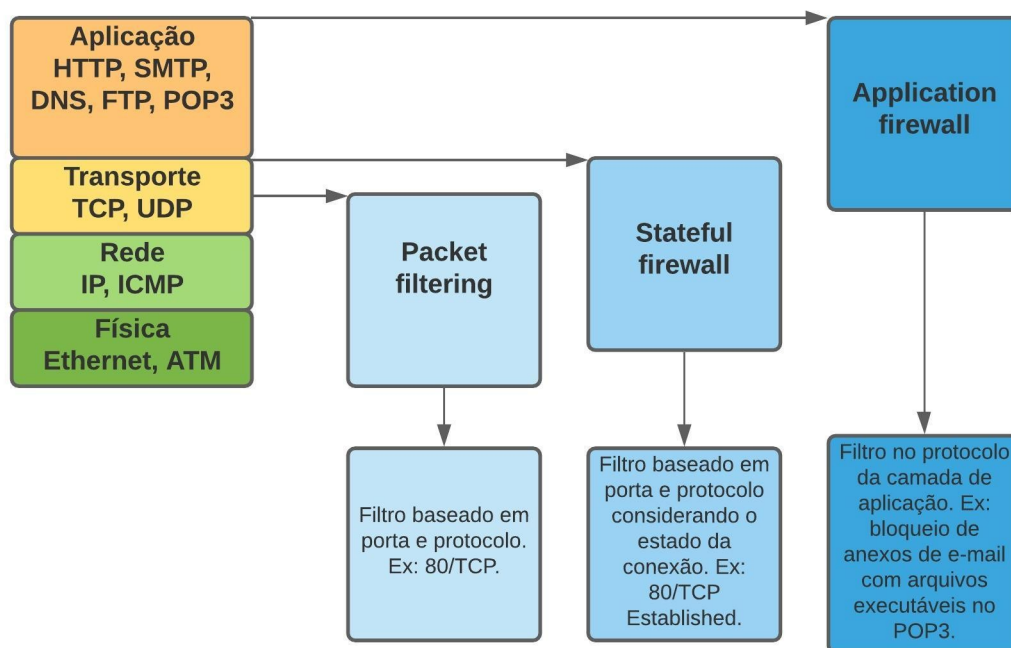 Aplicação
HTTP, SMTP,
DNS, FTP, POP3
Transporte
TCP, UDP
Rede
IP, ICMP
Física
Ethernet, ATM
Packet
filtering
Stateful
firewall
Application
firewall
Filtro baseado em
porta e protocolo.
Ex: 80/TCP.
Filtro baseado em
porta e protocolo
considerando o
estado da
conexão. Ex:
80/TCP
Established.
Filtro no protocolo
da camada de
aplicação. Ex:
bloqueio de
anexos de e-mail
com arquivos
executáveis no
POP3.